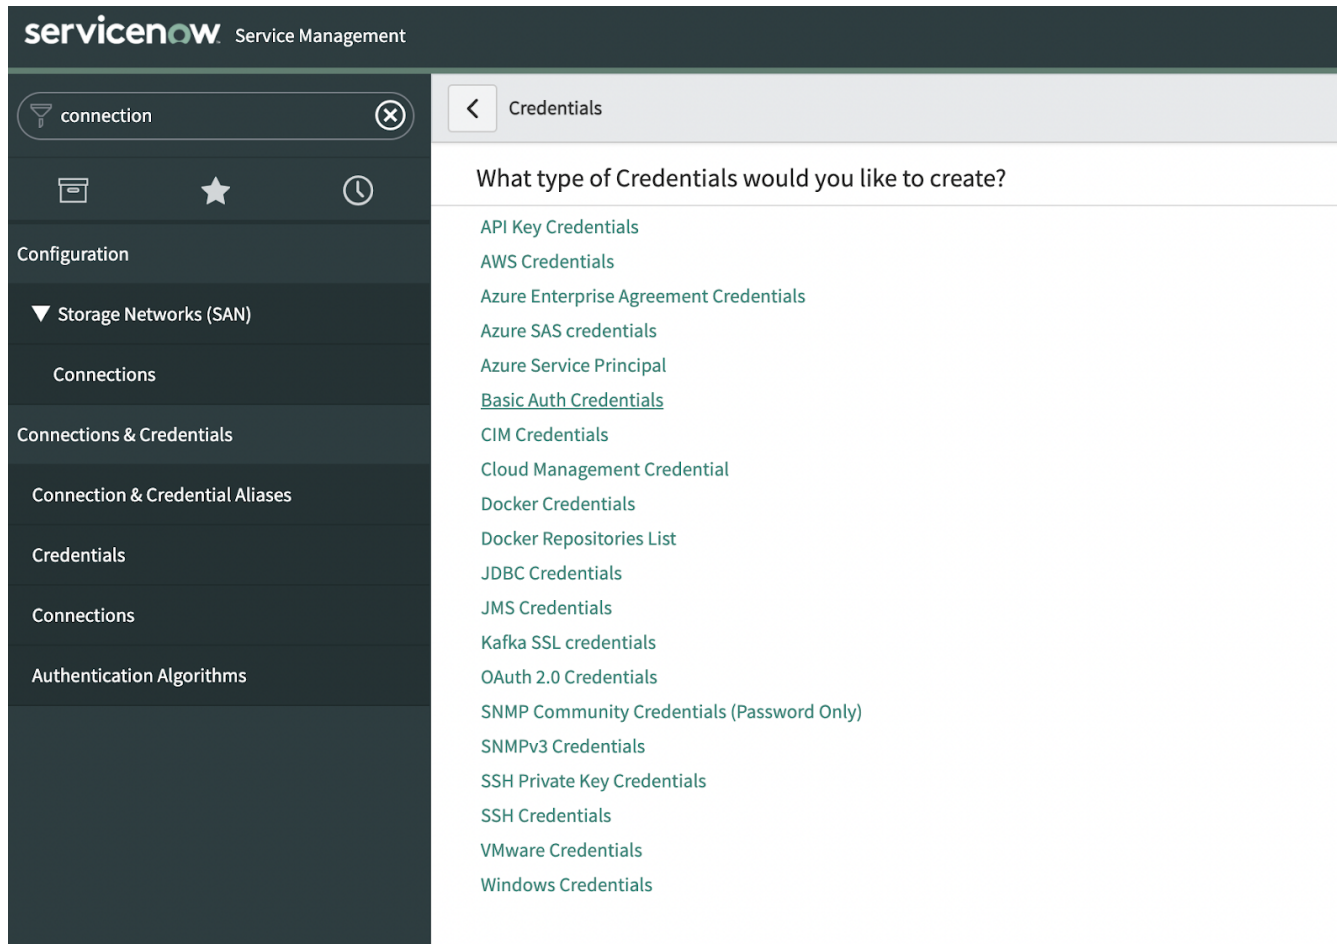 servicenow. Service Management
connection
Credentials
What type of Credentials would you like to create?
Configuration
Storage Networks (SAN)
Connections
Connections & Credentials
Connection & Credential Aliases
Credentials
Connections
Authentication Algorithms
API Key Credentials
AWS Credentials
Azure Enterprise Agreement Credentials
Azure SAS credentials
Azure Service Principal
Basic Auth Credentials
CIM Credentials
Cloud Management Credential
Docker Credentials
Docker Repositories List
JDBC Credentials
JMS Credentials
Kafka SSL credentials
OAuth 2.0 Credentials
SNMP Community Credentials (Password Only)
SNMPv3 Credentials
SSH Private Key Credentials
SSH Credentials
VMware Credentials
Windows Credentials